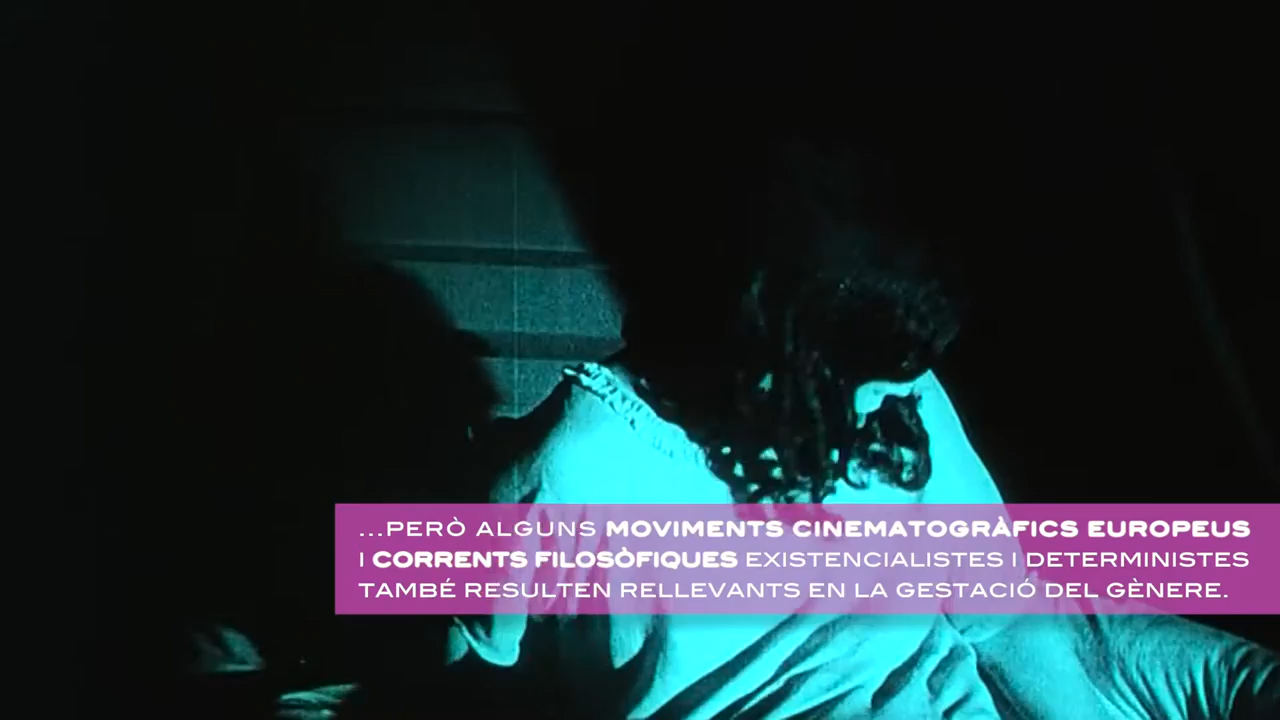 ...PERÒ ALGUNS MOVIMENTS CINEMATOGRÀFICS EUROPEUS
I CORRENTS FILOSÒFIQUES EXISTENCIALISTES I DETERMINISTES
TAMBÉ RESULTEN RELLEVANTS EN LA GESTACIÓ DEL GÈNERE.